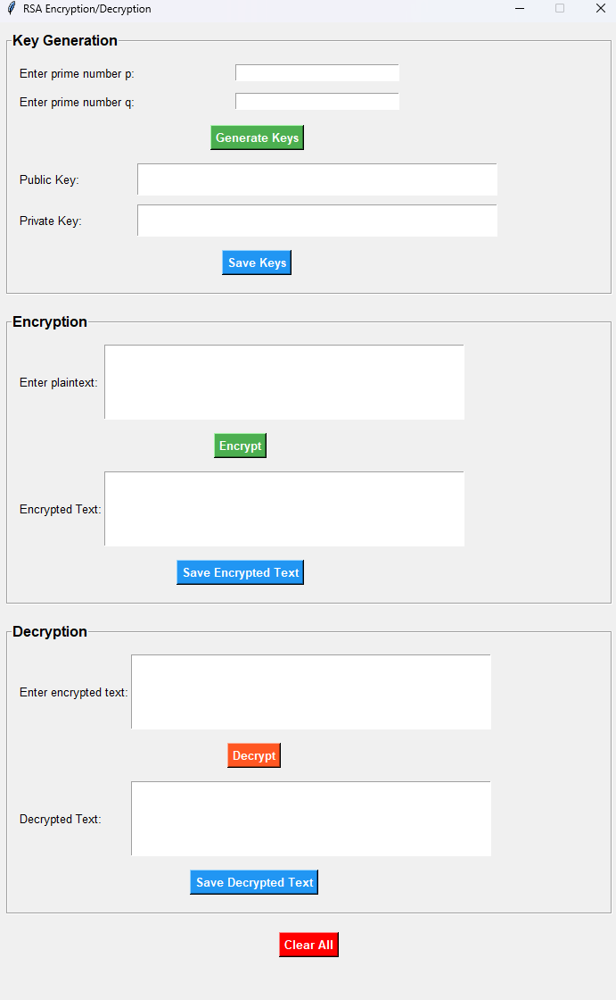 RSA Encryption/Decryption
Key Generation
Enter prime number p:
Enter prime number q:
Generate Keys
Public Key:
Private Key:
Save Keys
Encryption
Enter plaintext:
Encrypt
Encrypted Text:
Save Encrypted Text
Decryption
Enter encrypted text:
Decrypt
Decrypted Text:
Save Decrypted Text
Clear All